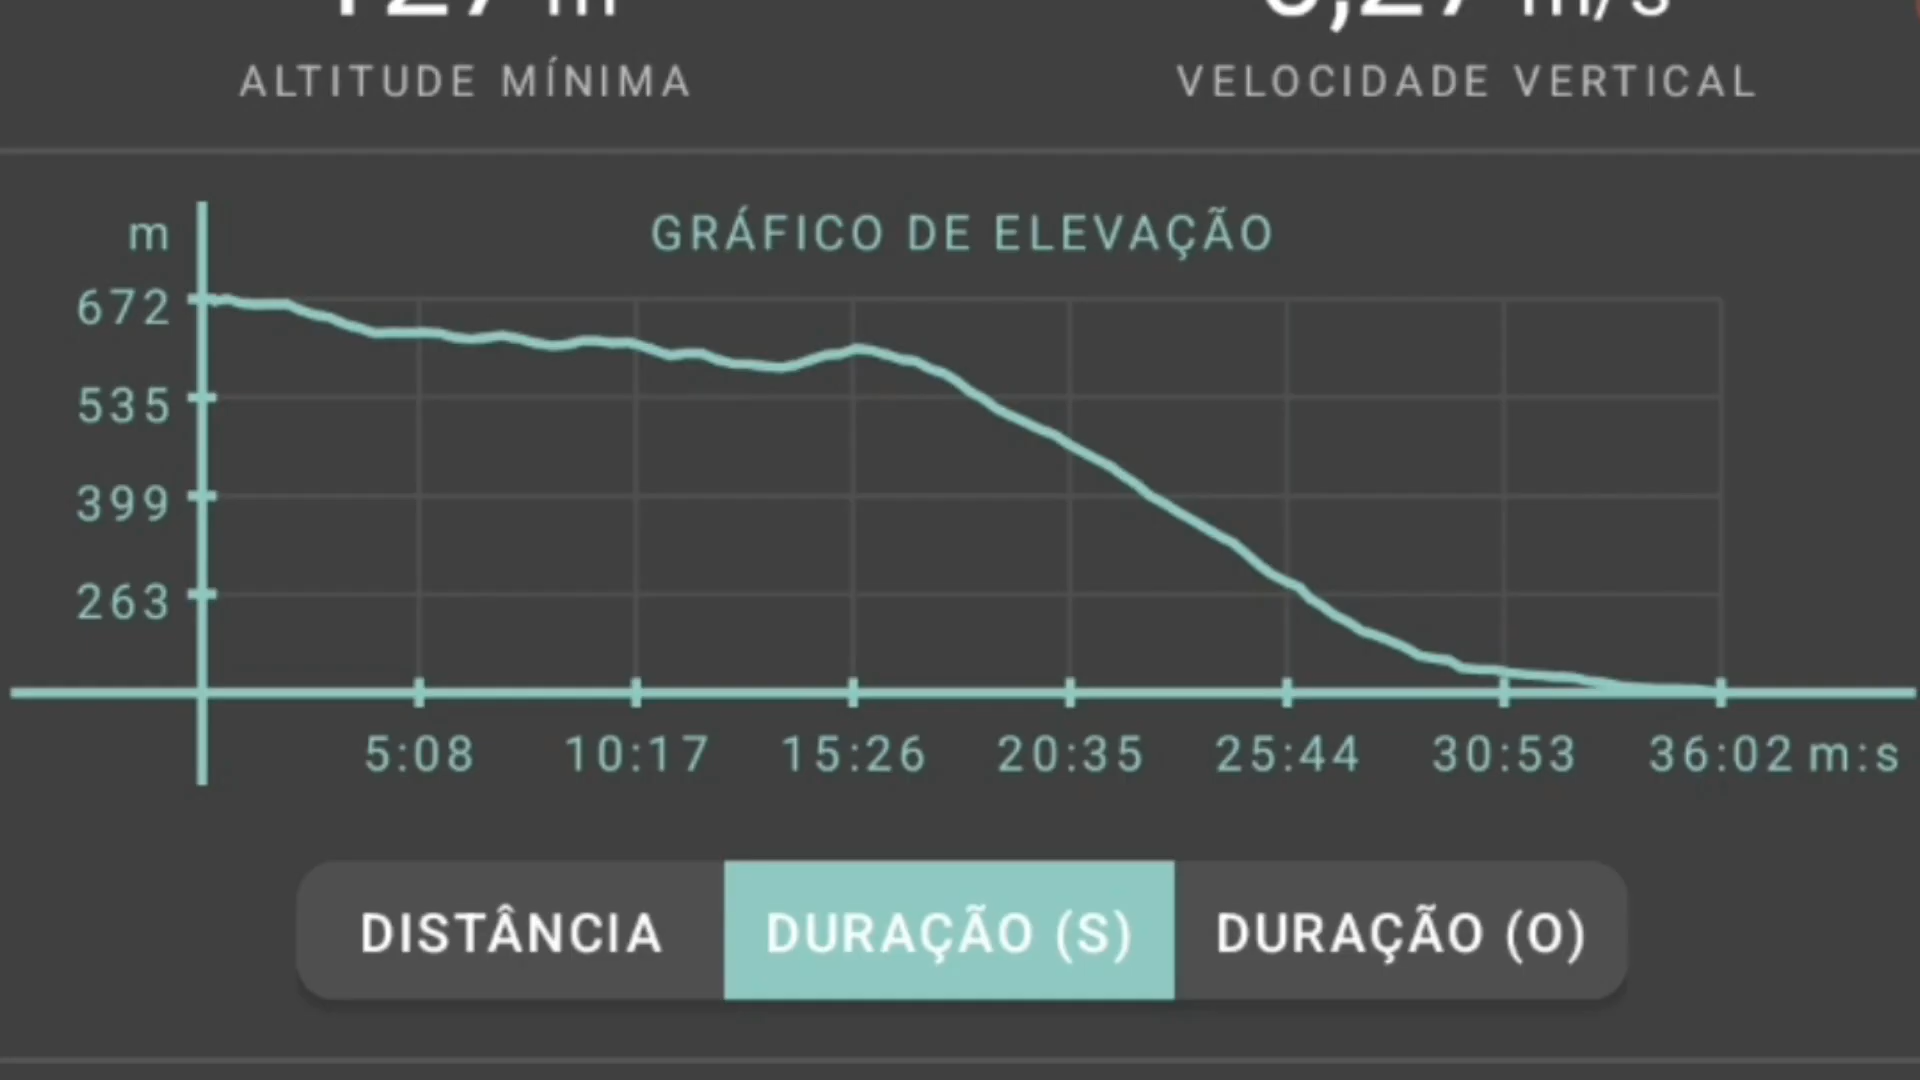 m m/s
ALTITUDE MÍNIMA VELOCIDADE VERTICAL
GRÁFICO DE ELEVAÇÃO
m
672
535
399
263
5:08 10:17 15:26 20:35 25:44 30:53 36:02 m:s
DISTÂNCIA DURAÇÃO (S) DURAÇÃO (O)